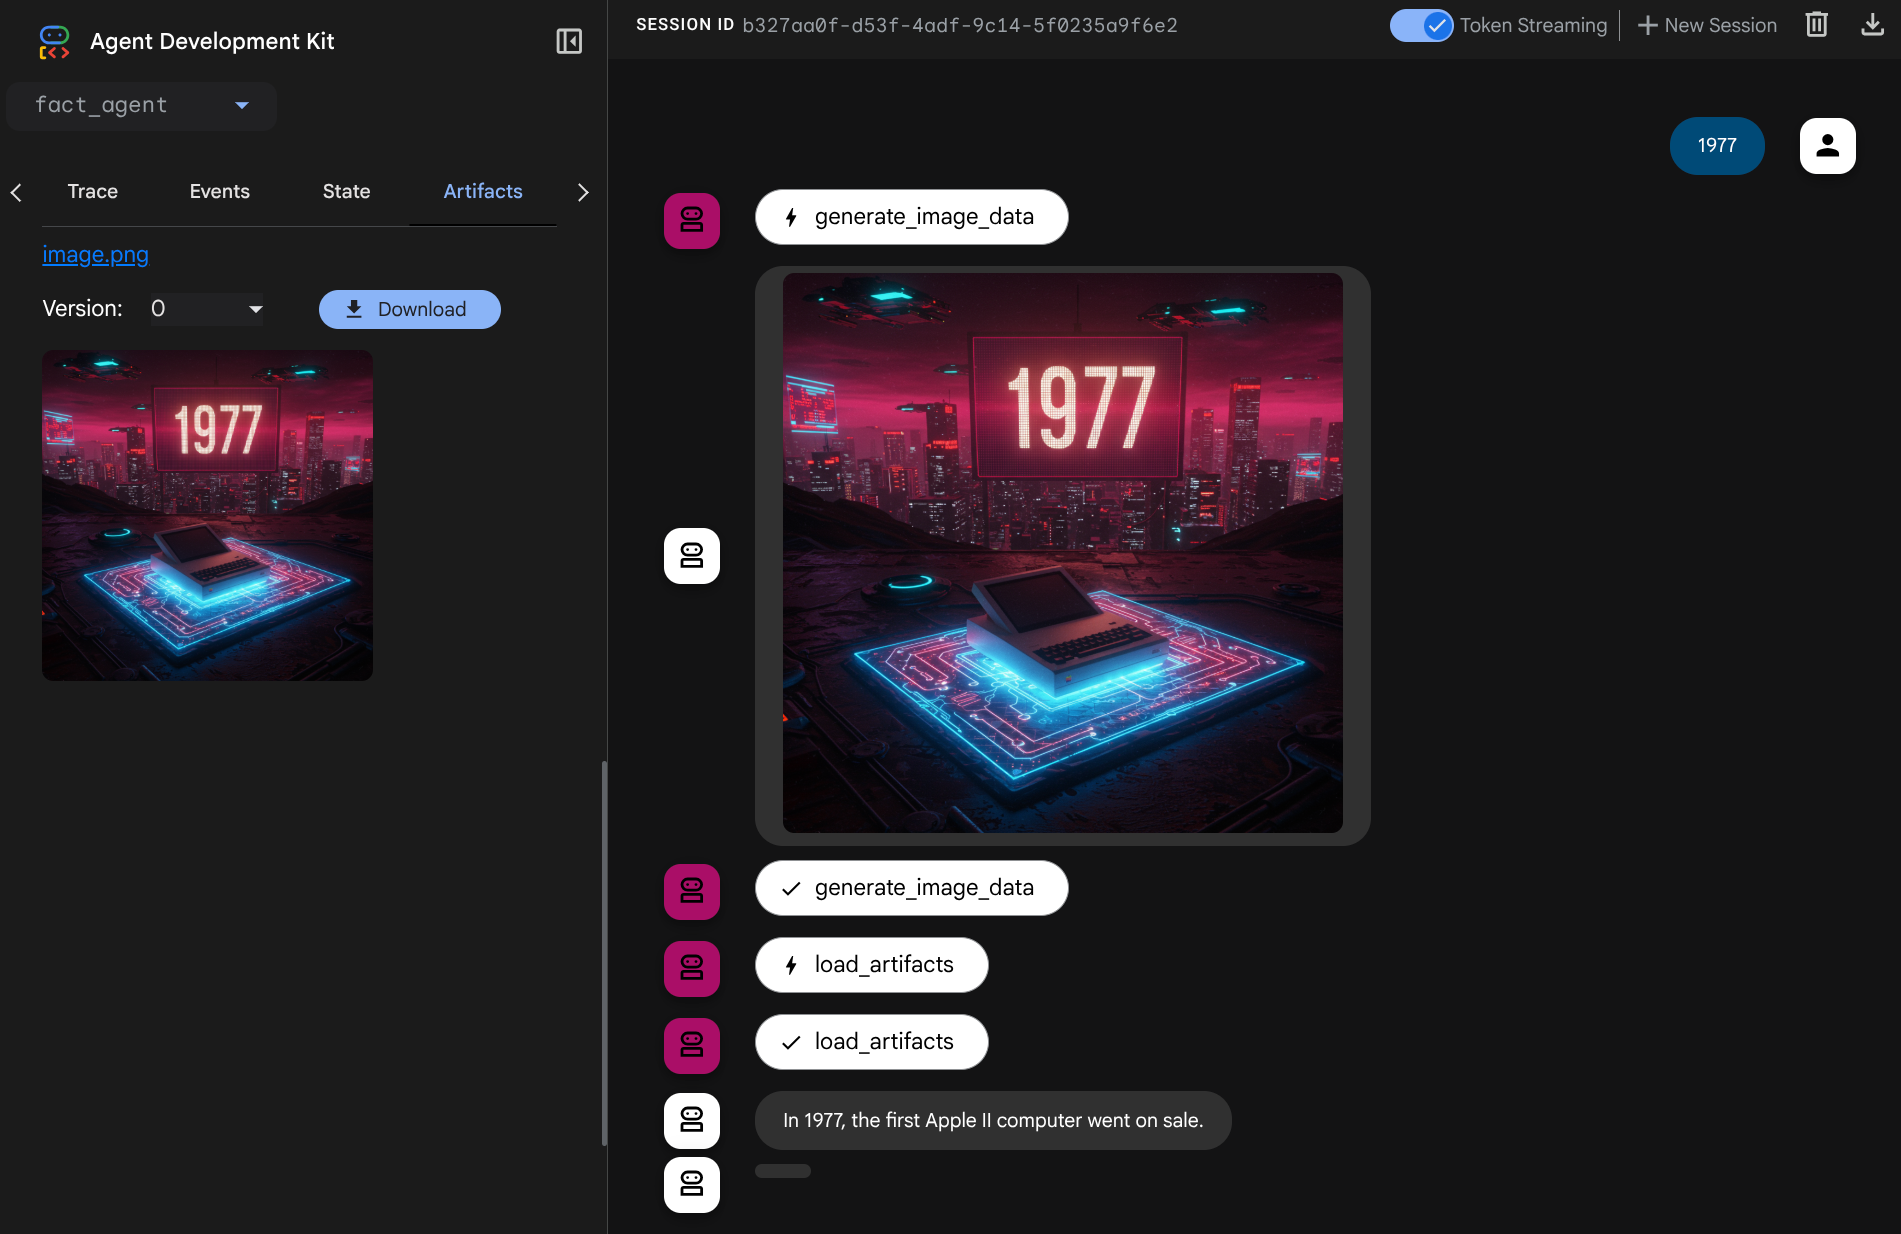 Agent Development Kit
fact_agent
Trace
Events
State
Artifacts
image.png
Version:
0
Download
1977
SESSION ID b327aa0f-d53f-4adf-9c14-5f0235a9f6e2
Token Streaming
New Session
1977
generate_image_data
1977
generate_image_data
load_artifacts
load_artifacts
In 1977, the first Apple II computer went on sale.